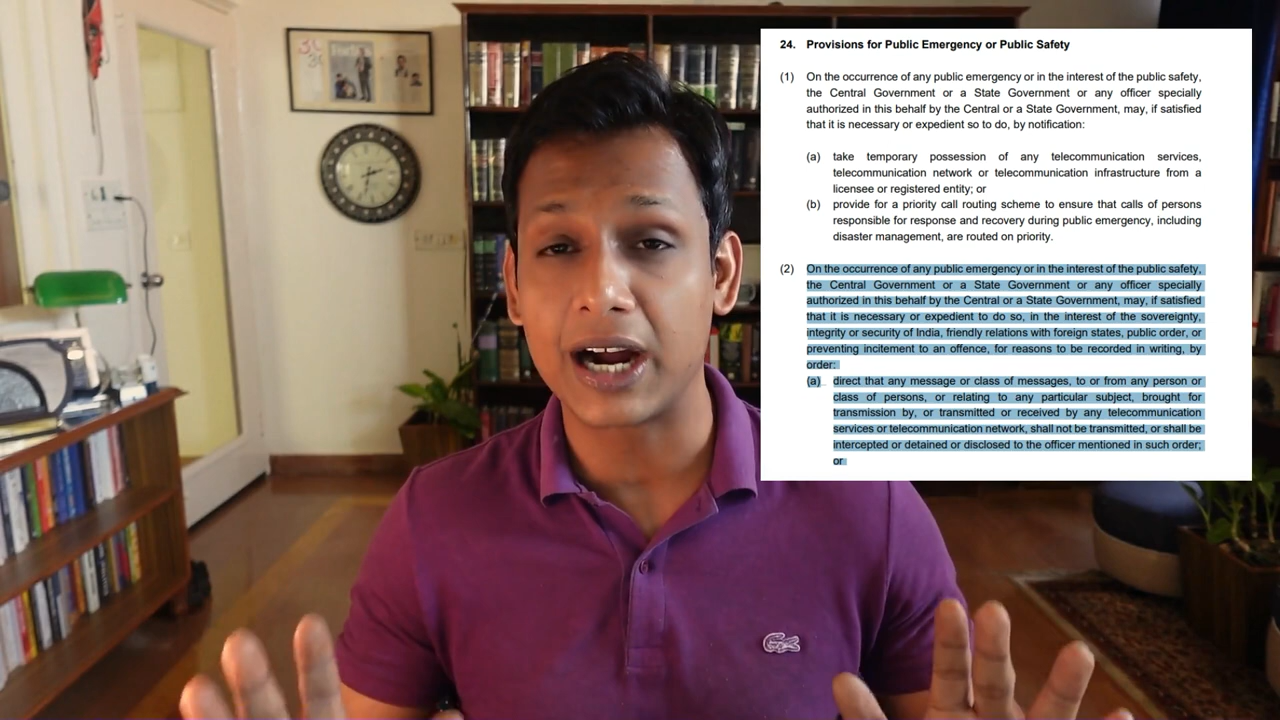 24. Provisions for Public Emergency or Public Safety
(1) On the occurrence of any public emergency or in the interest of the public safety,
the Central Government or a State Government or any officer specially
authorized in this behalf by the Central or a State Government, may, if satisfied
that it is necessary or expedient so to do, by notification:
(a) take temporary possession of any telecommunication services,
telecommunication network or telecommunication infrastructure from a
licensee or registered entity; or
(b) provide for a priority call routing scheme to ensure that calls of persons
responsible for response and recovery during public emergency, including
disaster management, are routed on priority.
(2) On the occurrence of any public emergency or in the interest of the public safety,
the Central Government or a State Government or any officer specially
authorized in this behalf by the Central or a State Government, may, if satisfied
that it is necessary or expedient to do so, in the interest of the sovereignty,
integrity or security of India, friendly relations with foreign states, public order, or
preventing incitement to an offence, for reasons to be recorded in writing, by
order:
(a) direct that any message or class of messages, to or from any person or
class of persons, or relating to any particular subject, brought for
transmission by, or transmitted or received by any telecommunication
services or telecommunication network, shall not be transmitted, or shall be
intercepted or detained or disclosed to the officer mentioned in such order;
or